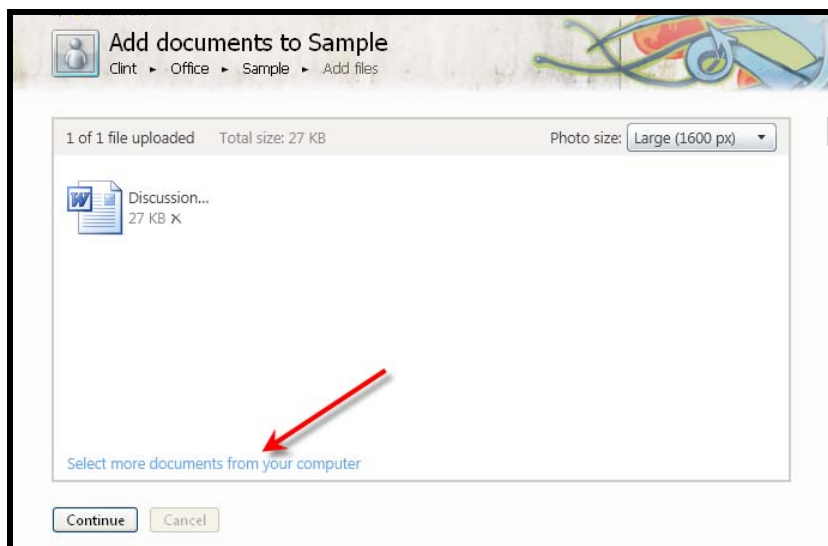 Add documents to Sample
Clint ► Office ► Sample ► Add files
1 of 1 file uploaded Total size: 27 KB Photo size: Large (1600 px)
Discussion...
27 KB
Select more documents from your computer
Continue Cancel